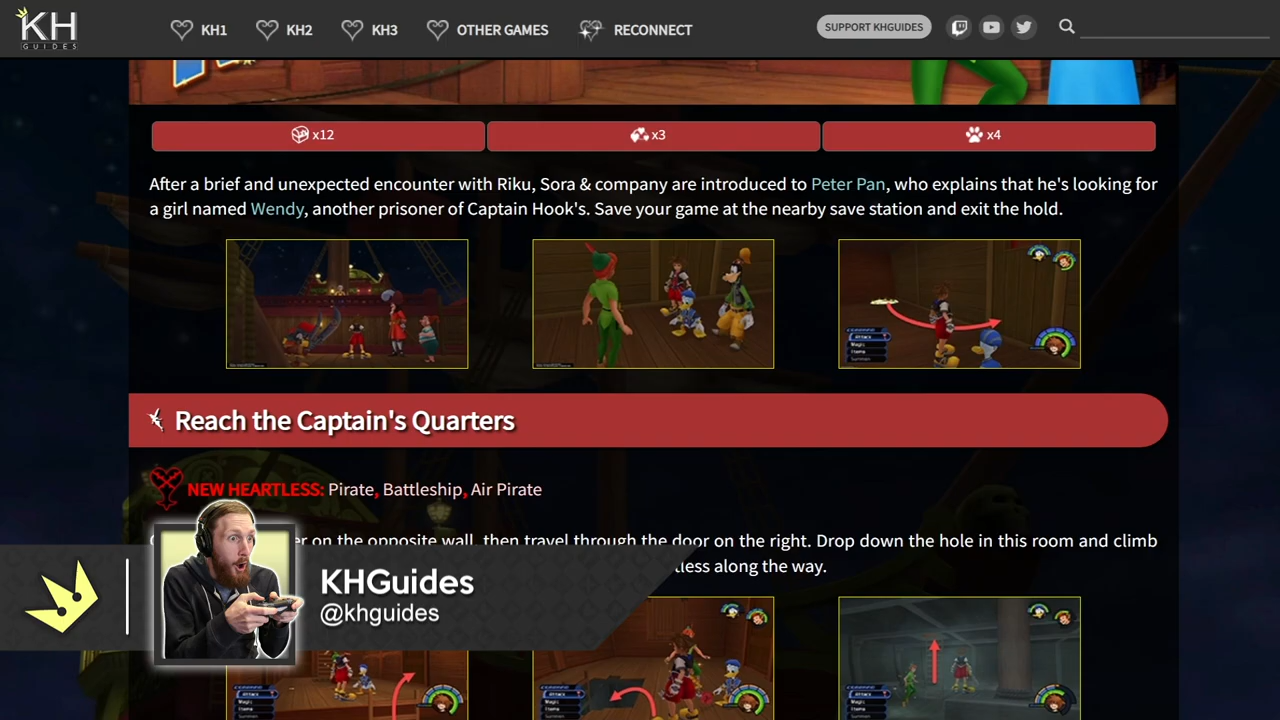 KH
GUIDES
KH1
KH2
KH3
OTHER GAMES
RECONNECT
SUPPORT KHGUIDES
x12
x3
x4
After a brief and unexpected encounter with Riku, Sora & company are introduced to Peter Pan, who explains that he's looking for
a girl named Wendy, another prisoner of Captain Hook's. Save your game at the nearby save station and exit the hold.
Reach the Captain's Quarters
NEW HEARTLESS: Pirate, Battleship, Air Pirate
on the opposite wall, then travel through the door on the right. Drop down the hole in this room and climb
along the way.
KHGuides
@khguides